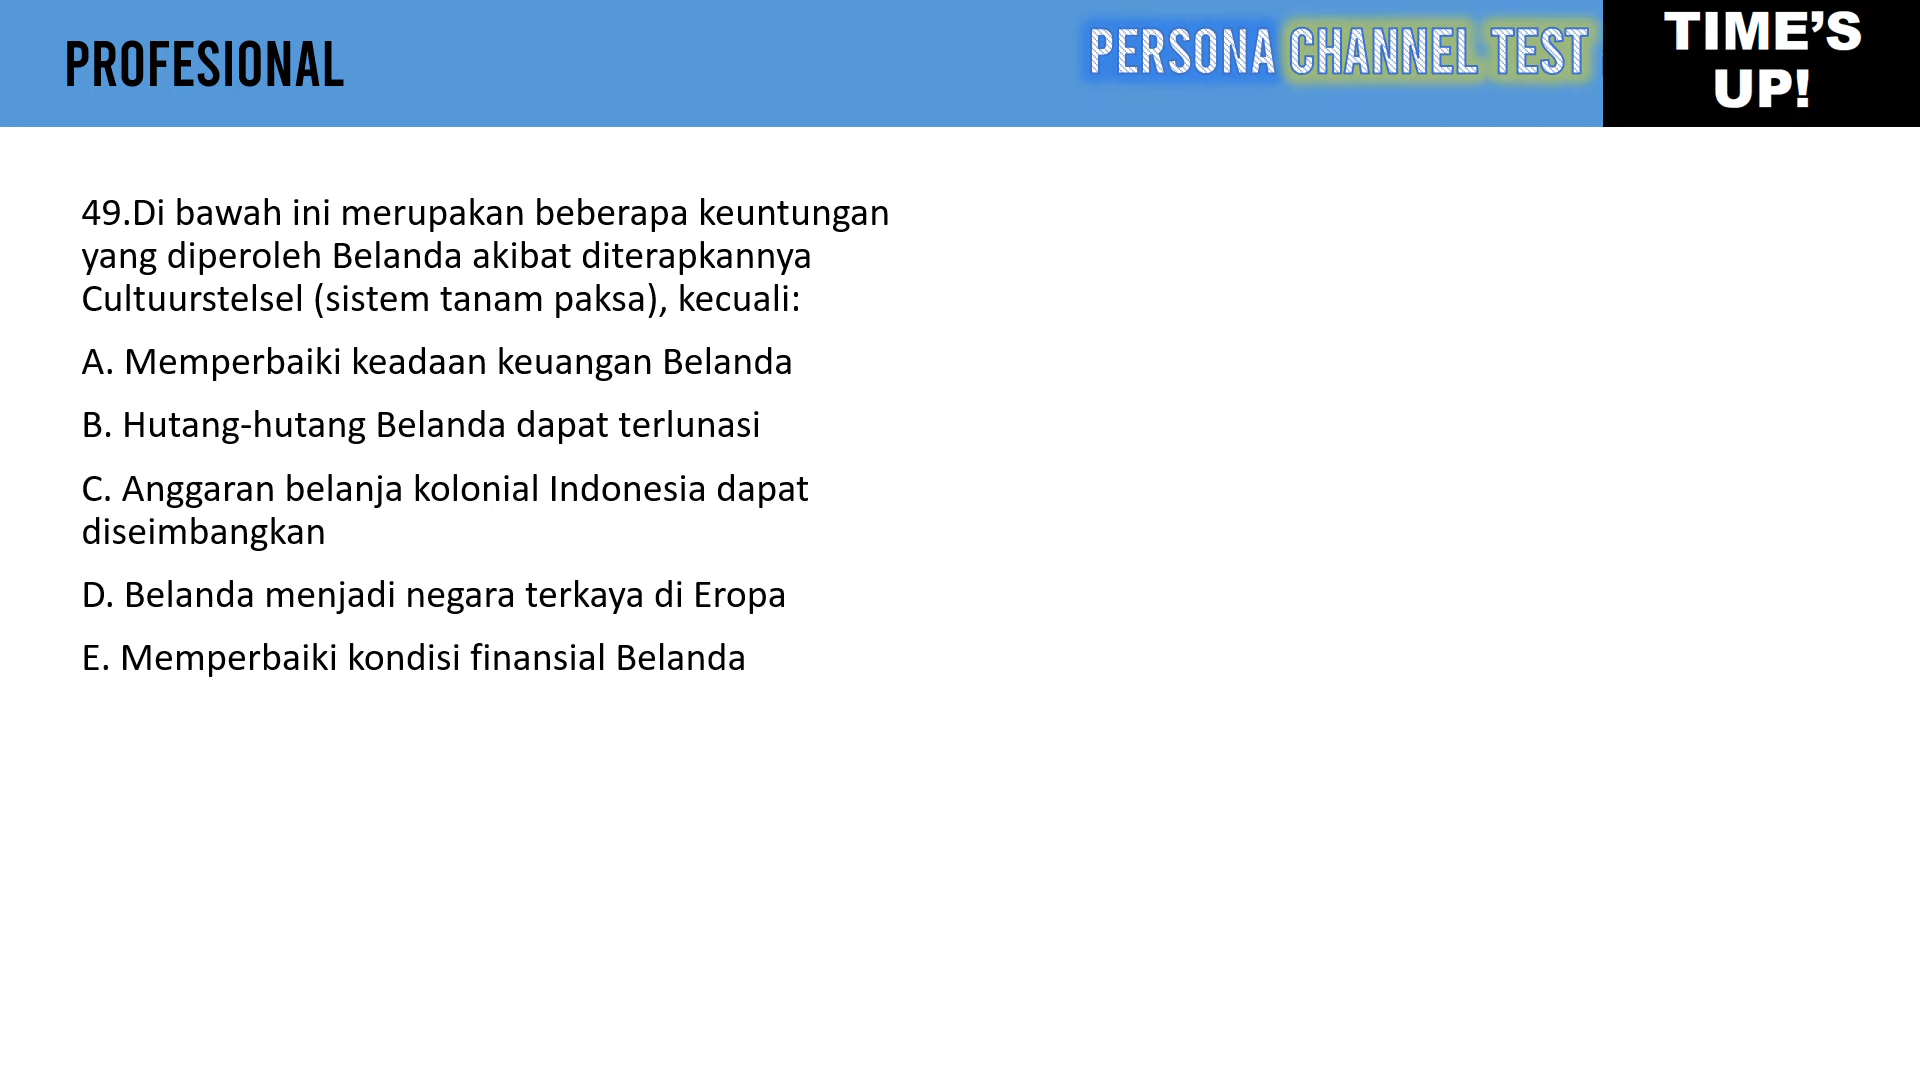 PROFESIONAL
PERSONA CHANNEL TEST
TIME’S
UP!
49.Di bawah ini merupakan beberapa keuntungan
yang diperoleh Belanda akibat diterapkannya
Cultuurstelsel (sistem tanam paksa), kecuali:
A. Memperbaiki keadaan keuangan Belanda
B. Hutang-hutang Belanda dapat terlunasi
C. Anggaran belanja kolonial Indonesia dapat
diseimbangkan
D. Belanda menjadi negara terkaya di Eropa
E. Memperbaiki kondisi finansial Belanda